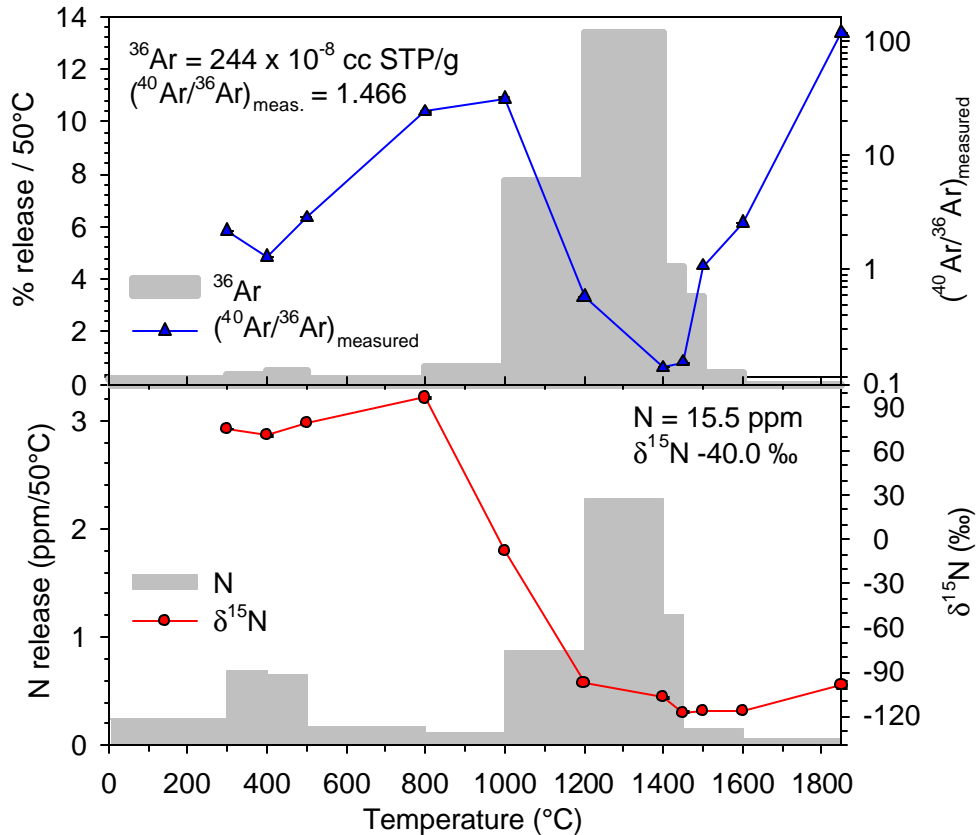 ³⁶Ar = 244 x 10⁻⁸ cc STP/g
(⁴⁰Ar/³⁶Ar)meas. = 1.466
³⁶Ar
(⁴⁰Ar/³⁶Ar)measured
% release / 50°C
14
12
10
8
6
4
2
0
(⁴⁰Ar/³⁶Ar)measured
100
10
1
0.1
N = 15.5 ppm
δ¹⁵N -40.0 ‰
N
δ¹⁵N
N release (ppm/50°C)
3
2
1
0
δ¹⁵N (‰)
90
60
30
0
-30
-60
-90
-120
0 200 400 600 800 1000 1200 1400 1600 1800
Temperature (°C)